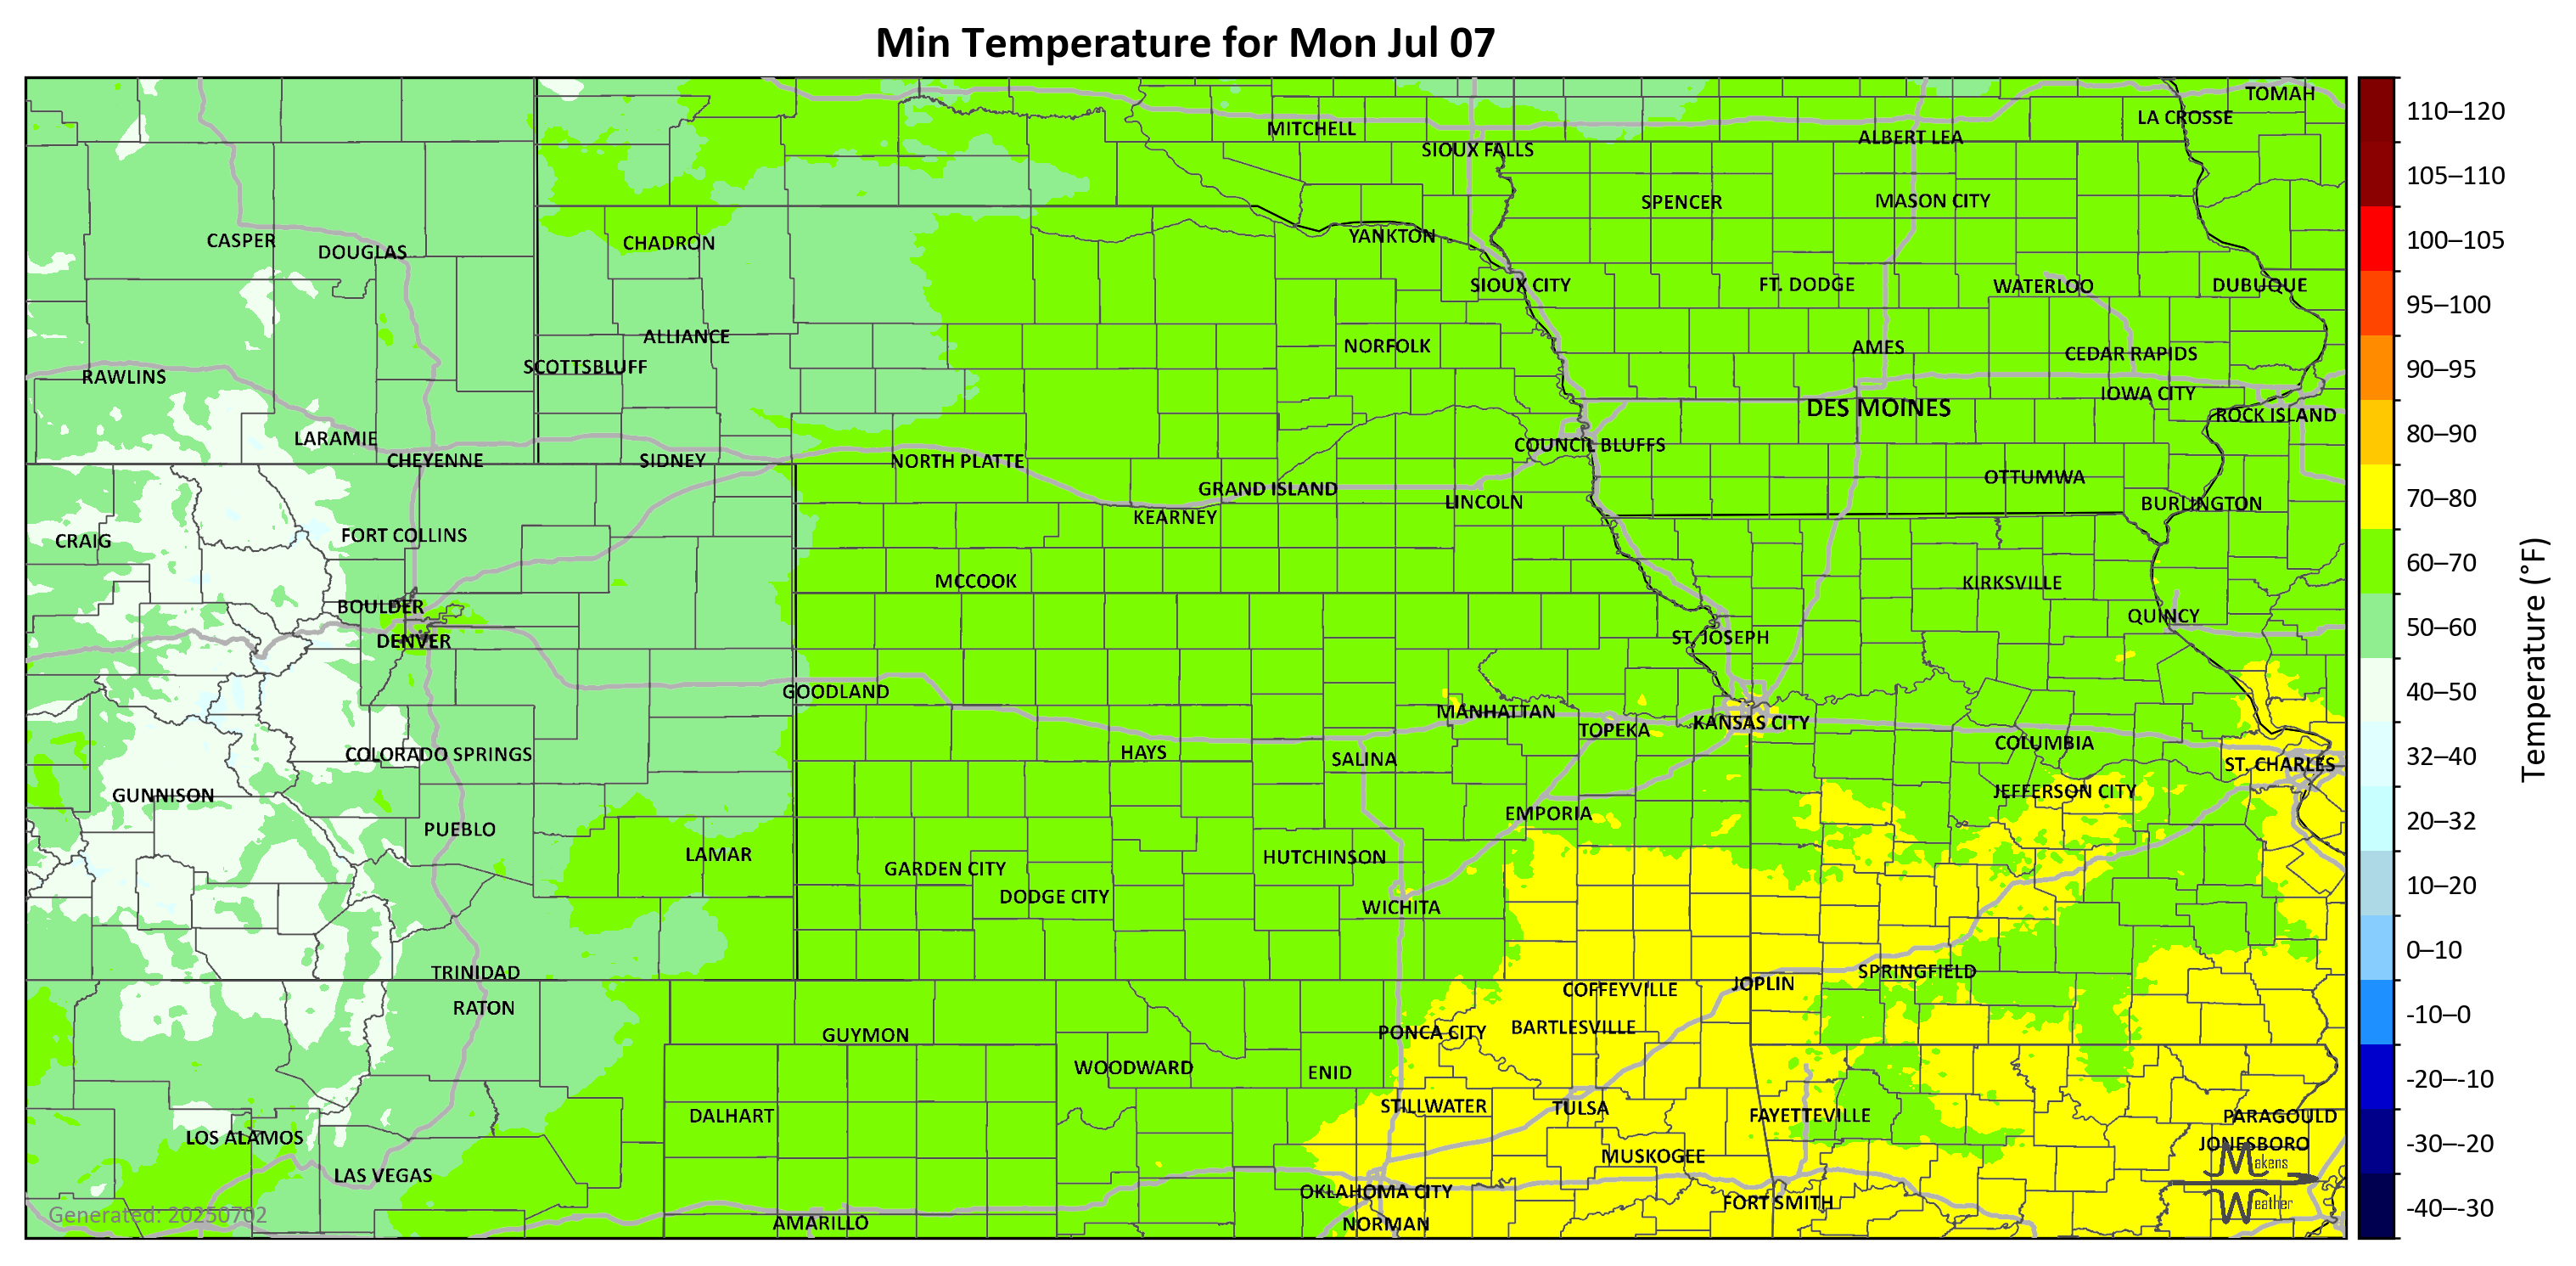 Min Temperature for Mon Jul 07
TOMAH
LA CROSSE
MITCHELL
ALBERT LEA
SIOUX FALLS
SPENCER
MASON CITY
CASPER
DOUGLAS
CHADRON
YANKTON
SIOUX CITY
FT. DODGE
WATERLOO
DUBUQUE
ALLIANCE
NORFOLK
AMES
CEDAR RAPIDS
SCOTTSBLUFF
RAWLINS
IOWA CITY
DES MOINES
ROCK ISLAND
LARAMIE
COUNCIL BLUFFS
CHEYENNE
SIDNEY
NORTH PLATTE
OTTUMWA
GRAND ISLAND
LINCOLN
BURLINGTON
KEARNEY
CRAIG
FORT COLLINS
MCCOOK
KIRKSVILLE
BOULDER
QUINCY
DENVER
ST. JOSEPH
GOODLAND
MANHATTAN
TOPEKA
KANSAS CITY
COLORADO SPRINGS
HAYS
SALINA
COLUMBIA
ST. CHARLES
GUNNISON
JEFFERSON CITY
EMPORIA
PUEBLO
LAMAR
HUTCHINSON
GARDEN CITY
DODGE CITY
WICHITA
TRINIDAD
SPRINGFIELD
JOPLIN
COFFEYVILLE
RATON
GUYMON
PONCA CITY
BARTLESVILLE
WOODWARD
ENID
DALHART
STILLWATER
TULSA
FAYETTEVILLE
PARAGOULD
LOS ALAMOS
JONESBORO
LAS VEGAS
MUSKOGEE
OKLAHOMA CITY
FORT SMITH
AMARILLO
NORMAN
Makens
Weather
Generated: 20250702
110–120
105–110
100–105
95–100
90–95
80–90
70–80
60–70
50–60
40–50
32–40
20–32
10–20
0–10
-10–0
-20–-10
-30–-20
-40–-30
Temperature (°F)